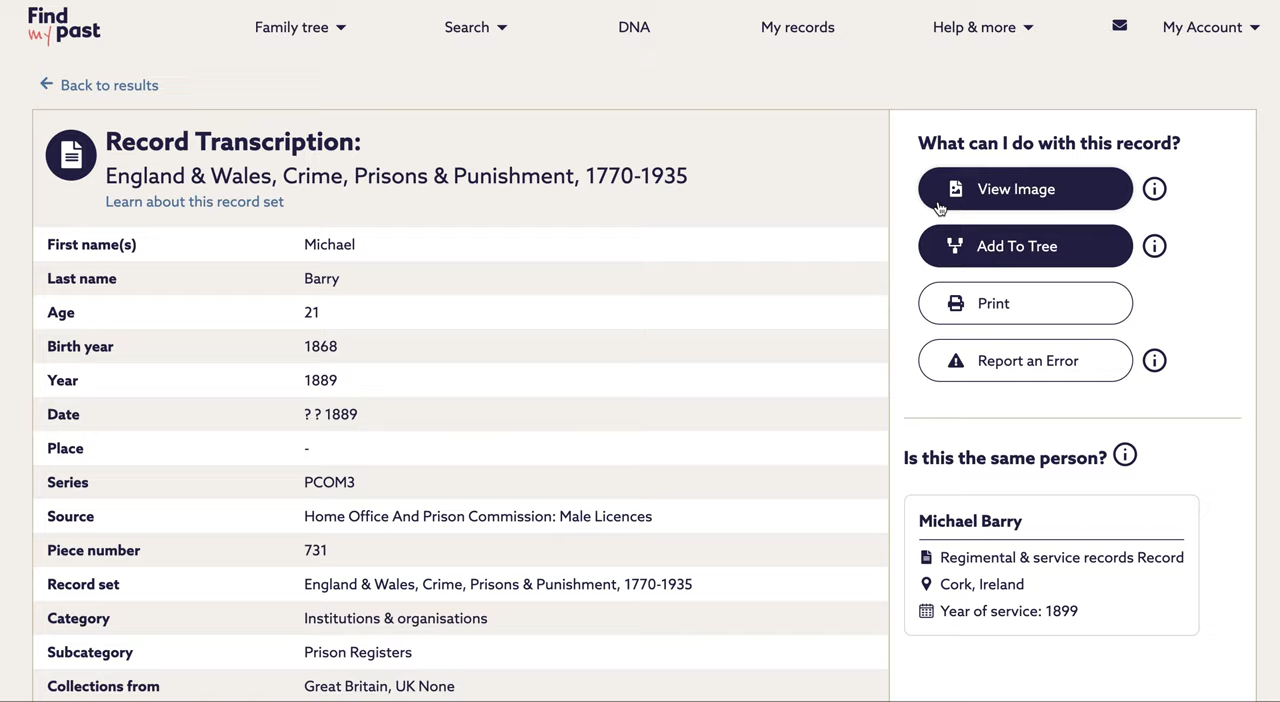 Find
my past
Family tree
Search
DNA
My records
Help & more
My Account
Back to results
Record Transcription:
England & Wales, Crime, Prisons & Punishment, 1770-1935
Learn about this record set
First name(s) Michael
Last name Barry
Age 21
Birth year 1868
Year 1889
Date ? ? 1889
Place -
Series PCOM3
Source Home Office And Prison Commission: Male Licences
Piece number 731
Record set England & Wales, Crime, Prisons & Punishment, 1770-1935
Category Institutions & organisations
Subcategory Prison Registers
Collections from Great Britain, UK None
What can I do with this record?
View Image
Add To Tree
Print
Report an Error
Is this the same person?
Michael Barry
Regimental & service records Record
Cork, Ireland
Year of service: 1899